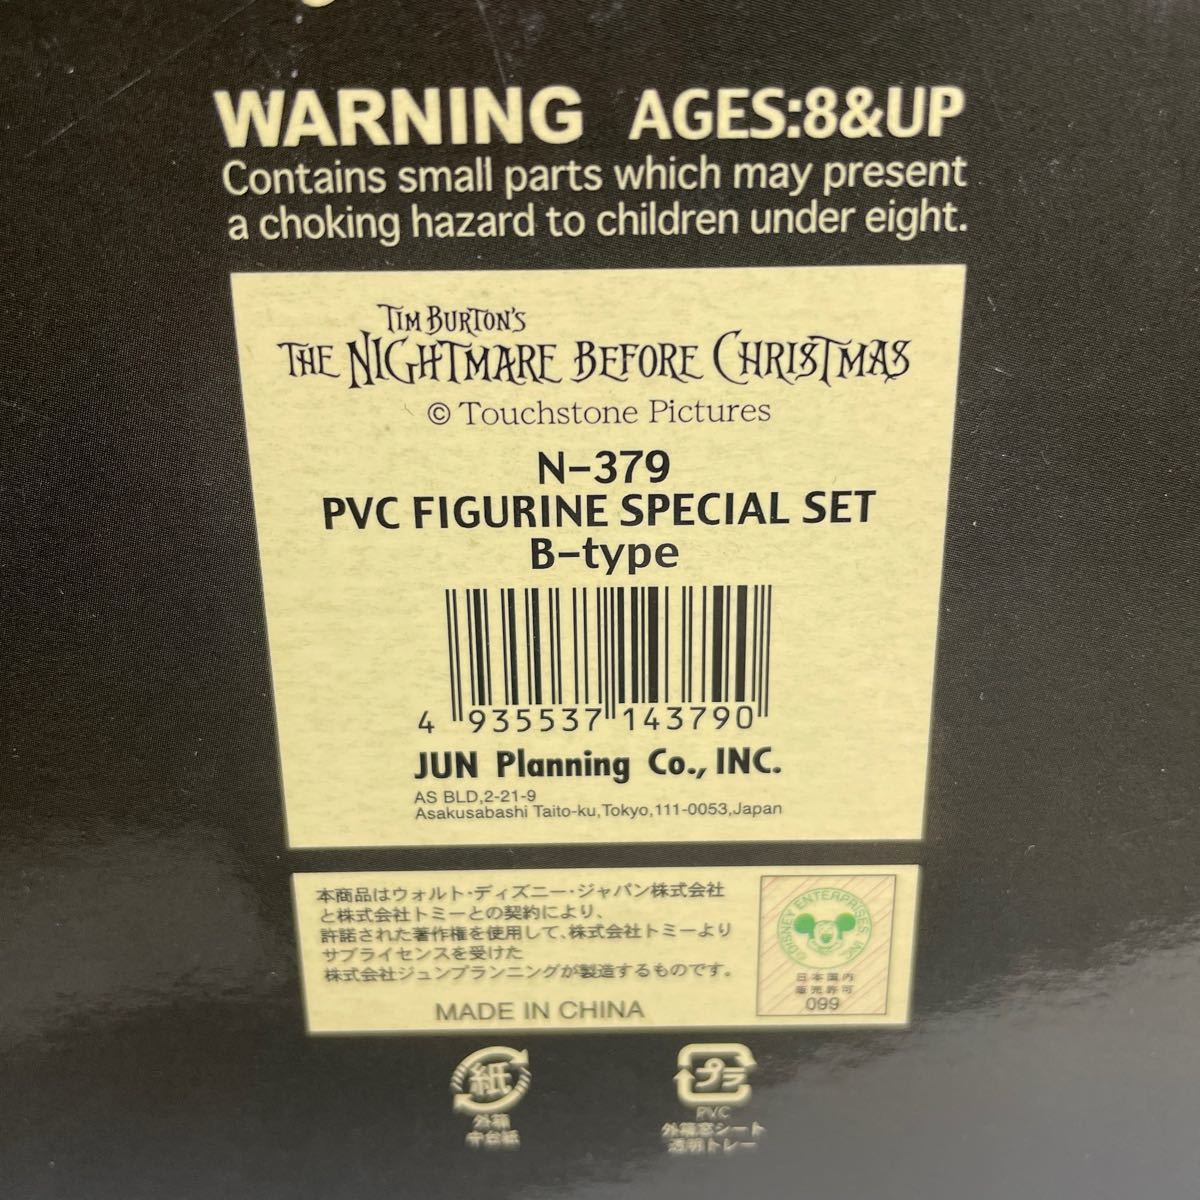 WARNING AGES:8&UP
Contains small parts which may present
a choking hazard to children under eight.
TIM BURTON'S
THE NIGHTMARE BEFORE CHRISTMAS
© Touchstone Pictures
N-379
PVC FIGURINE SPECIAL SET
B-type
4 935537 143790
JUN Planning Co., INC.
AS BLD,2-21-9
Asakusabashi Taito-ku,Tokyo,111-0053,Japan
本商品はウォルト・ディズニー・ジャパン株式会社
と株式会社トミーとの契約により、
許諾された著作権を使用して、株式会社トミーより
サブライセンスを受けた
株式会社ジュンプランニングが製造するものです。
MADE IN CHINA
©DISNEY ENTERPRISES INC.
日本国内
販売許可
099
紙
外箱
中台紙
プラ
PVC
外箱窓シート
透明トレー